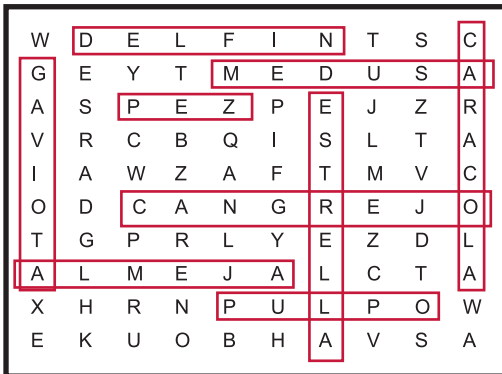 W D E L F I N T S C
G E Y T M E D U S A
A S P E Z P E J Z R
V R C B Q I S L T A
I A W Z A F T M V C
O D C A N G R E J O
T G P R L Y E Z D L
A L M E J A L C T A
X H R N P U L P O W
E K U O B H A V S A